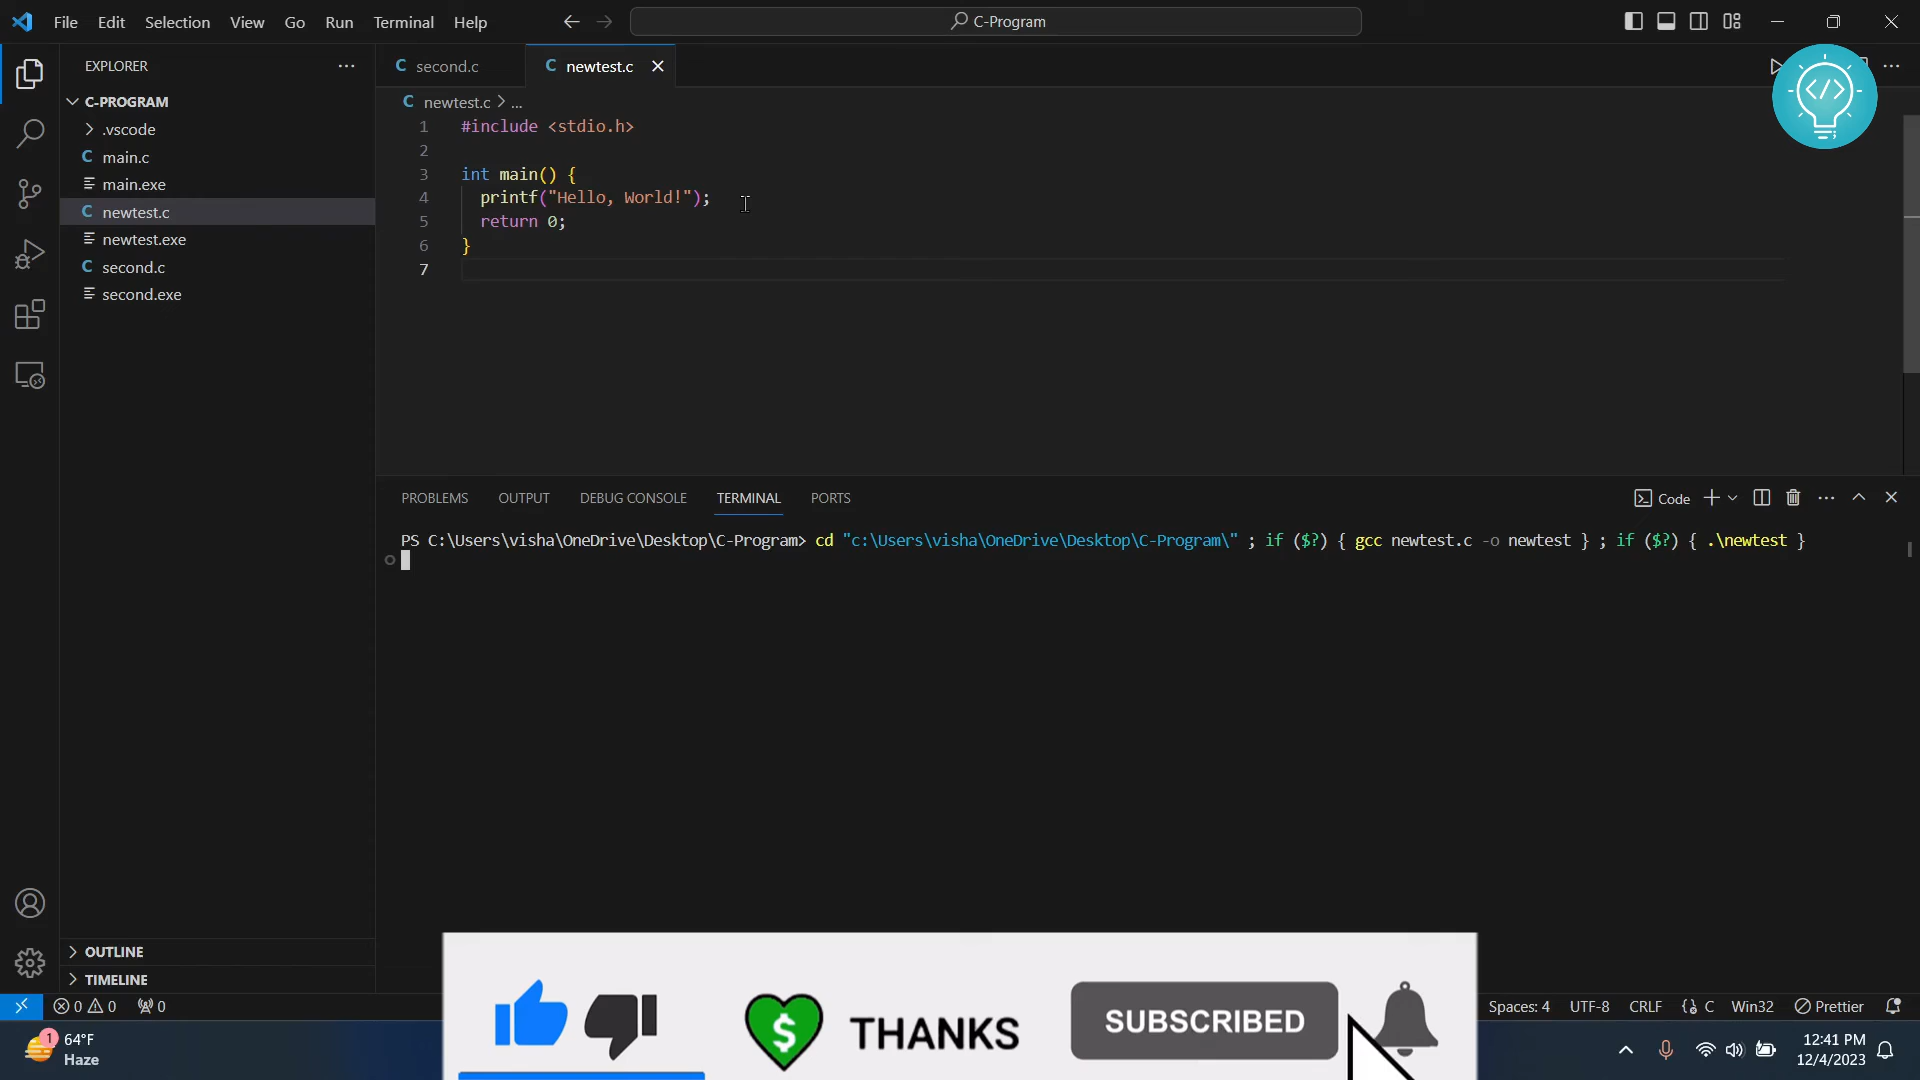 File Edit Selection View Go Run Terminal Help
C-Program
EXPLORER
C-PROGRAM
.vscode
C main.c
main.exe
C newtest.c
newtest.exe
C second.c
second.exe
OUTLINE
TIMELINE
C second.c
C newtest.c
C newtest.c > ...
1 #include <stdio.h>
2
3 int main() {
4 printf("Hello, World!");
5 return 0;
6 }
7
</>
PROBLEMS OUTPUT DEBUG CONSOLE TERMINAL PORTS
Code
PS C:\Users\visha\OneDrive\Desktop\C-Program> cd "c:\Users\visha\OneDrive\Desktop\C-Program\" ; if ($?) { gcc newtest.c -o newtest } ; if ($?) { .\newtest }
$ THANKS SUBSCRIBED
0 0 0
Spaces: 4 UTF-8 CRLF {} C Win32 Prettier
1
64°F
Haze
12:41 PM
12/4/2023